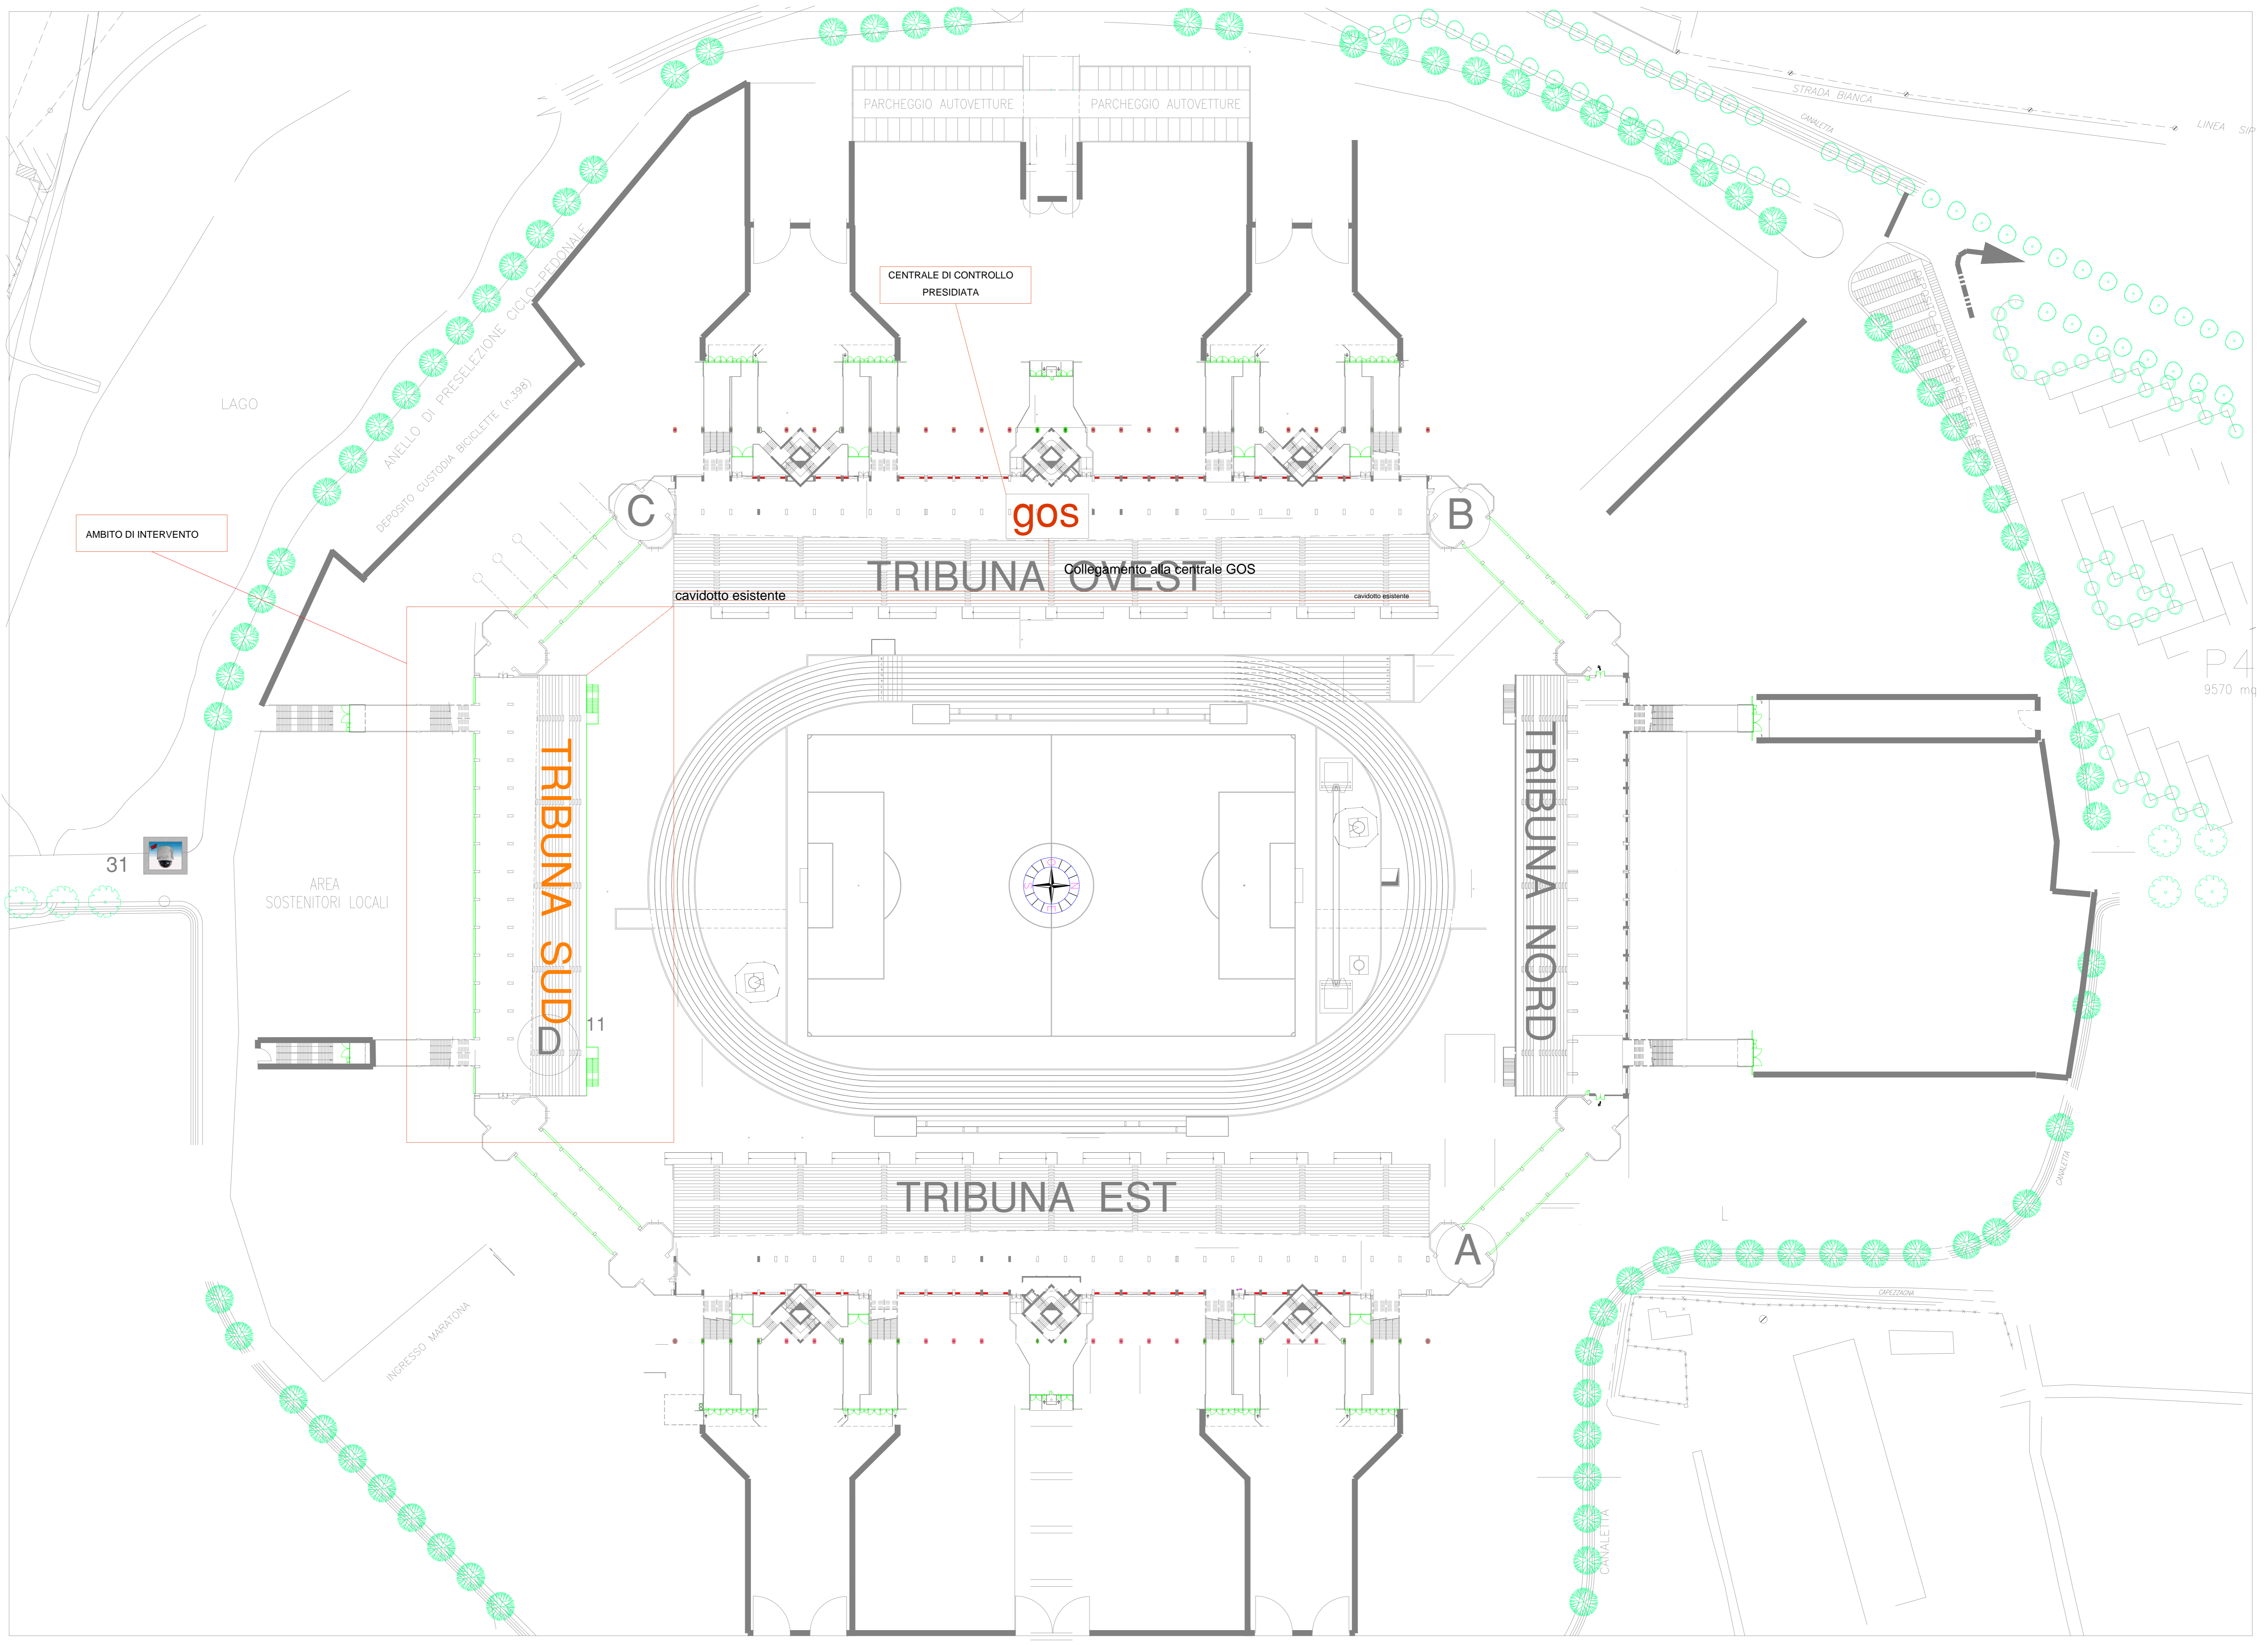 PARCHEGGIO AUTOVETTURE
PARCHEGGIO AUTOVETTURE
STRADA BIANCA
CANALETTA
LINEA SIP
ANELLO DI PRESELEZIONE CICLO-PEDONALE
CENTRALE DI CONTROLLO
PRESIDIATA
LAGO
DEPOSITO CUSTODIA BICICLETTE (n.398)
AMBITO DI INTERVENTO
C
gos
B
TRIBUNA OVEST
Collegamento alla centrale GOS
cavidotto esistente
cavidotto esistente
P4
9570 mq
TRIBUNA SUD
TRIBUNA NORD
31
AREA
SOSTENITORI LOCALI
O
S
N
E
11
D
TRIBUNA EST
A
CANALETTA
INGRESSO MARATONA
CAPEZZAGNA
CANALETTA